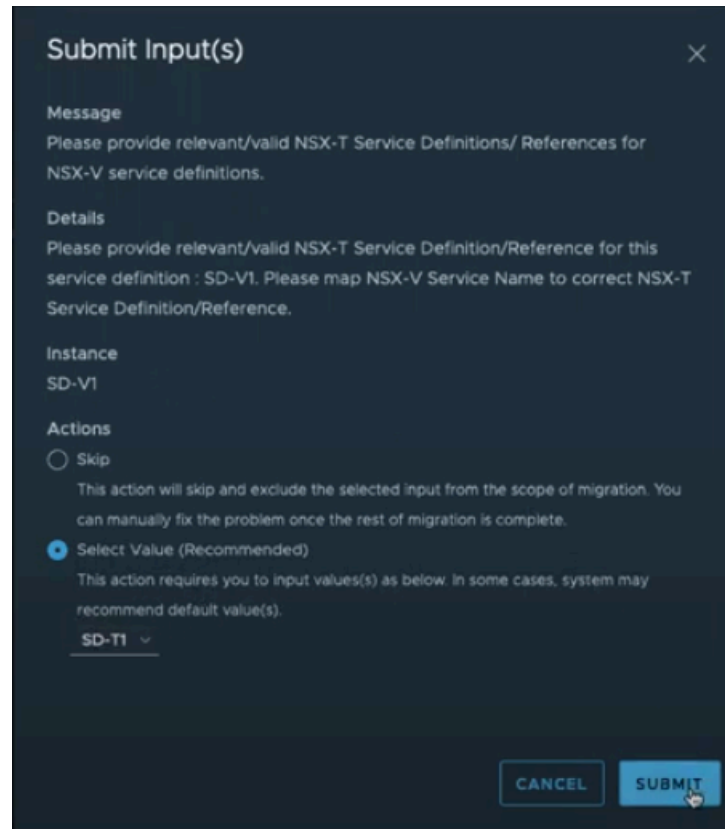 Submit Input(s)
Message
Please provide relevant/valid NSX-T Service Definitions/ References for
NSX-V service definitions.
Details
Please provide relevant/valid NSX-T Service Definition/Reference for this
service definition : SD-V1. Please map NSX-V Service Name to correct NSX-T
Service Definition/Reference.
Instance
SD-V1
Actions
Skip
This action will skip and exclude the selected input from the scope of migration. You
can manually fix the problem once the rest of migration is complete.
Select Value (Recommended)
This action requires you to input values(s) as below. In some cases, system may
recommend default value(s).
SD-T1
CANCEL
SUBMIT